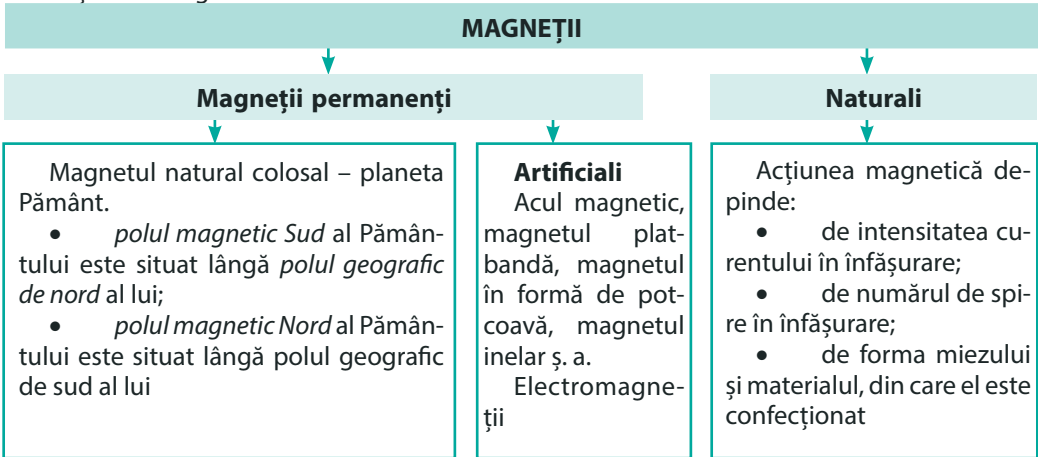 MAGNEȚII
Magneții permanenți
Naturali
Magnetul natural colosal – planeta
Pământ.
• polul magnetic Sud al Pămân-
tului este situat lângă polul geografic
de nord al lui;
• polul magnetic Nord al Pămân-
tului este situat lângă polul geografic
de sud al lui
Artificiali
Acul magnetic,
magnetul plat-
bandă, magnetul
în formă de pot-
coavă, magnetul
inelar ș. a.
Electromagne-
ții
Acțiunea magnetică de-
pinde:
• de intensitatea cu-
rentului în înfășurare;
• de numărul de spi-
re în înfășurare;
• de forma miezului
și materialul, din care el este
confecționat